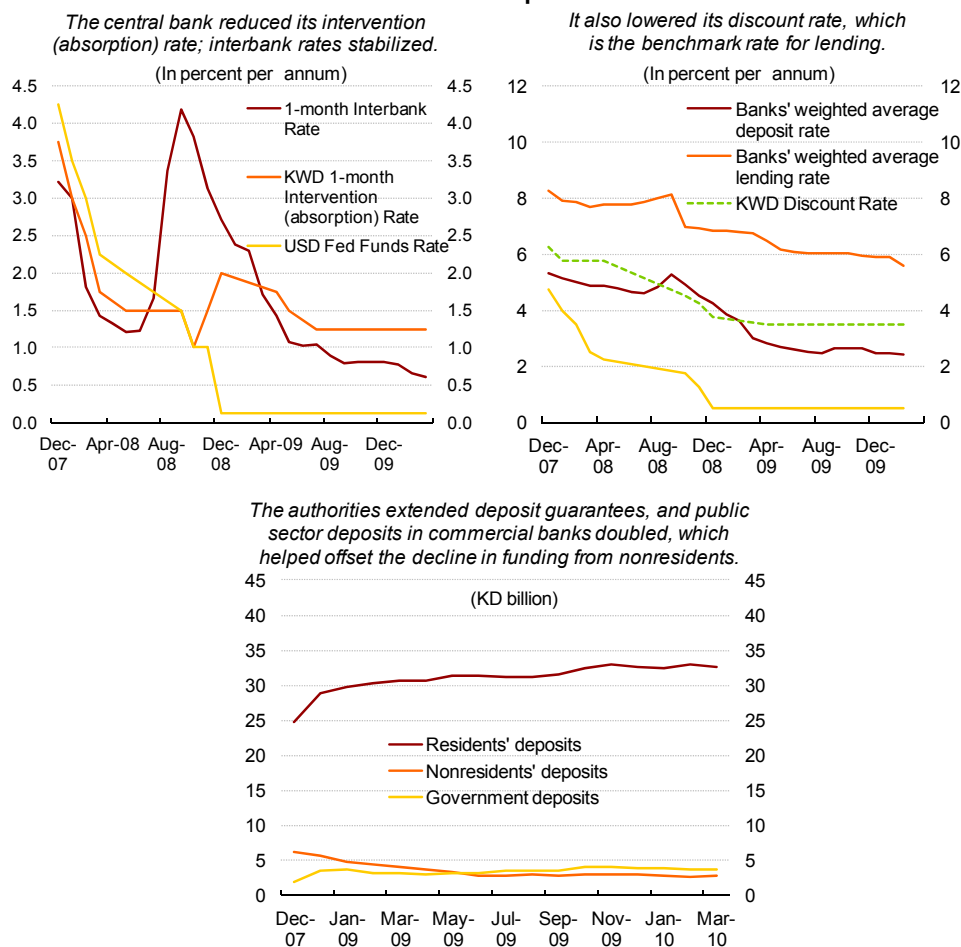 The central bank reduced its intervention
(absorption) rate; interbank rates stabilized.
(In percent per annum)
4.5
4.0
3.5
3.0
2.5
2.0
1.5
1.0
0.5
0.0
4.5
4.0
3.5
3.0
2.5
2.0
1.5
1.0
0.5
0.0
1-month Interbank
Rate
KWD 1-month
Intervention
(absorption) Rate
USD Fed Funds Rate
Dec-
07
Apr-08
Aug-
08
Dec-
08
Apr-09
Aug-
09
Dec-
09
It also lowered its discount rate, which
is the benchmark rate for lending.
(In percent per annum)
12
10
8
6
4
2
0
12
10
8
6
4
2
0
Banks' weighted average
deposit rate
Banks' weighted average
lending rate
KWD Discount Rate
Dec-
07
Apr-
08
Aug-
08
Dec-
08
Apr-
09
Aug-
09
Dec-
09
The authorities extended deposit guarantees, and public
sector deposits in commercial banks doubled, which
helped offset the decline in funding from nonresidents.
(KD billion)
45
40
35
30
25
20
15
10
5
0
45
40
35
30
25
20
15
10
5
0
Residents' deposits
Nonresidents' deposits
Government deposits
Dec-
07
Jan-
09
Mar-
09
May-
09
Jul-
09
Sep-
09
Nov-
09
Jan-
10
Mar-
10